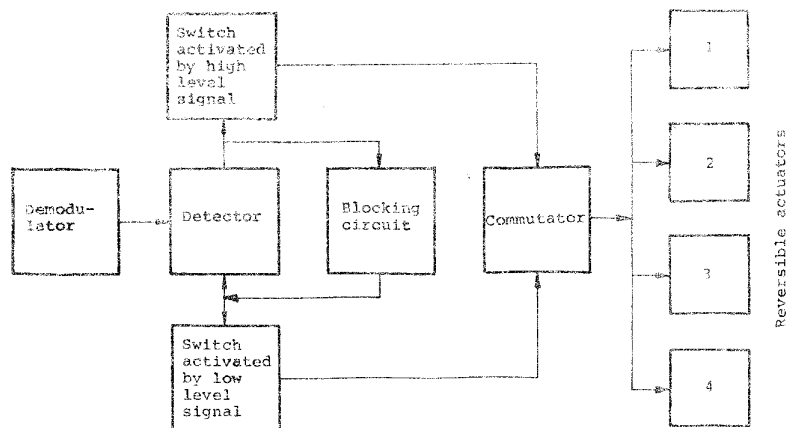 Switch
activated
by high
level
signal
Demodu-
lator
Detector
Blocking
circuit
Commutator
Switch
activated
by low
level
signal
1
2
3
4
Reversible actuators